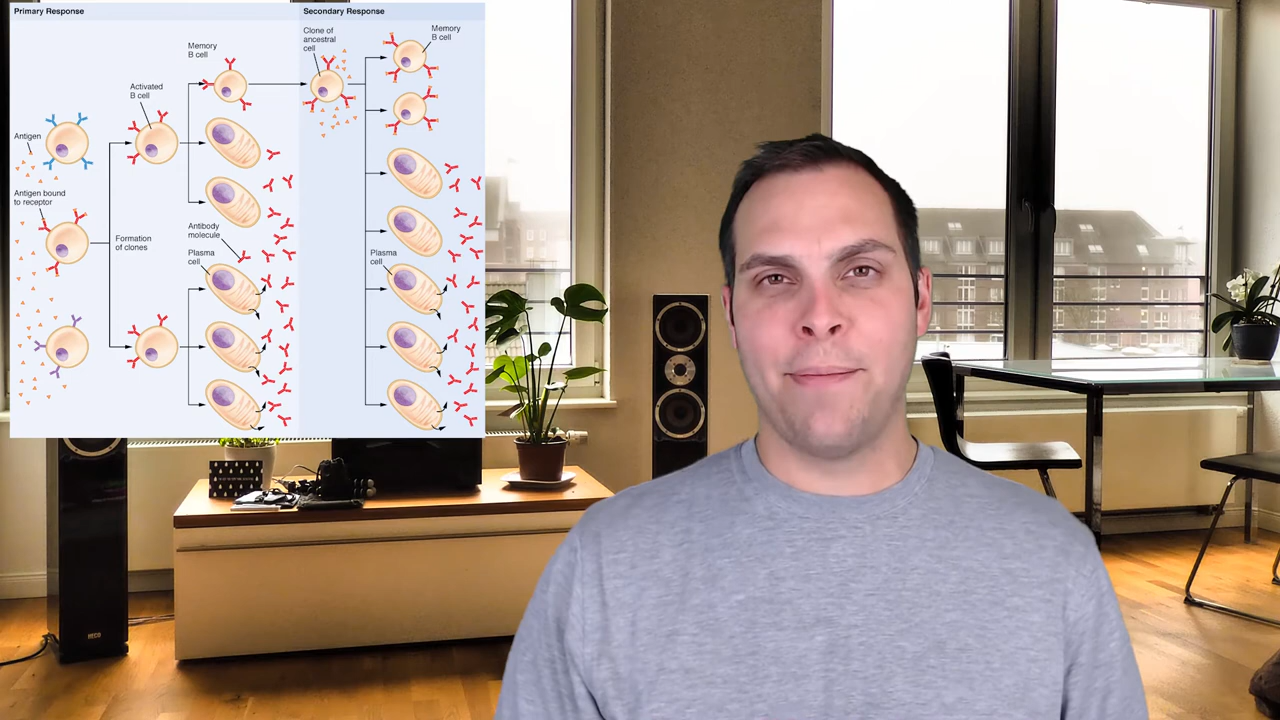 Primary Response
Secondary Response
Clone of
ancestral
cell
Memory
B cell
Memory
B cell
Activated
B cell
Antigen
Antigen bound
to receptor
Formation
of clones
Antibody
molecule
Plasma
cell
Plasma
cell